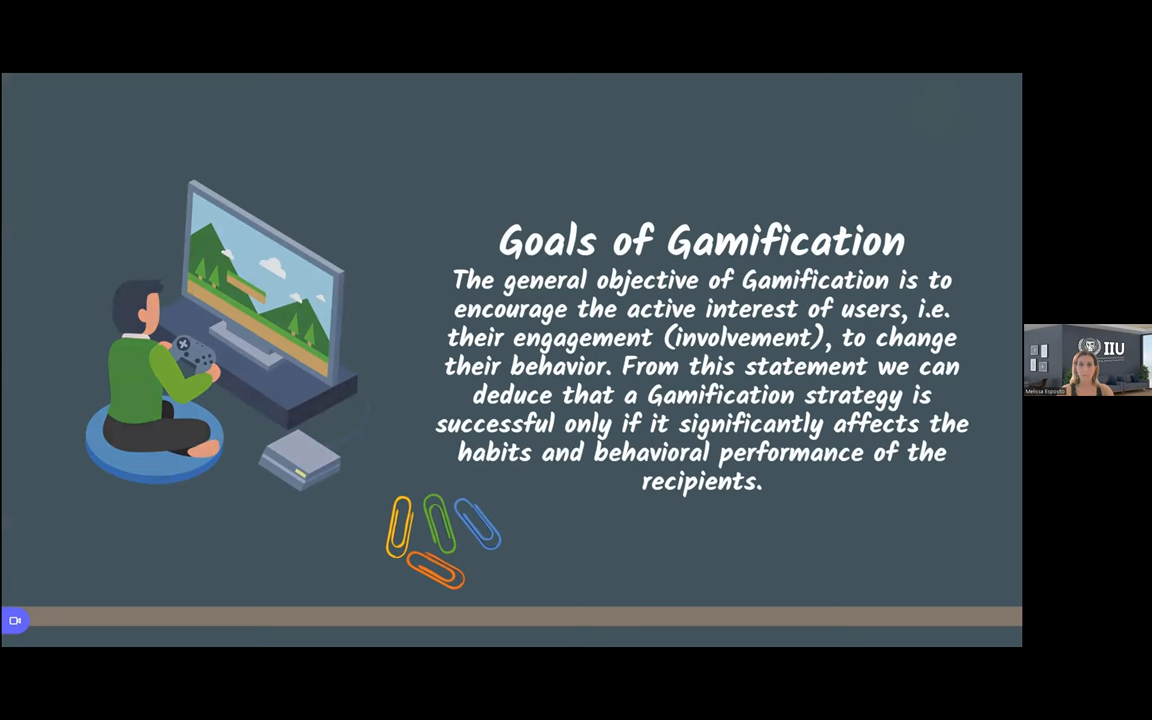 Goals of Gamification
The general objective of Gamification is to
encourage the active interest of users, i.e.
their engagement (involvement), to change
their behavior. From this statement we can
deduce that a Gamification strategy is
successful only if it significantly affects the
habits and behavioral performance of the
recipients.
IIU
Melissa Esposito